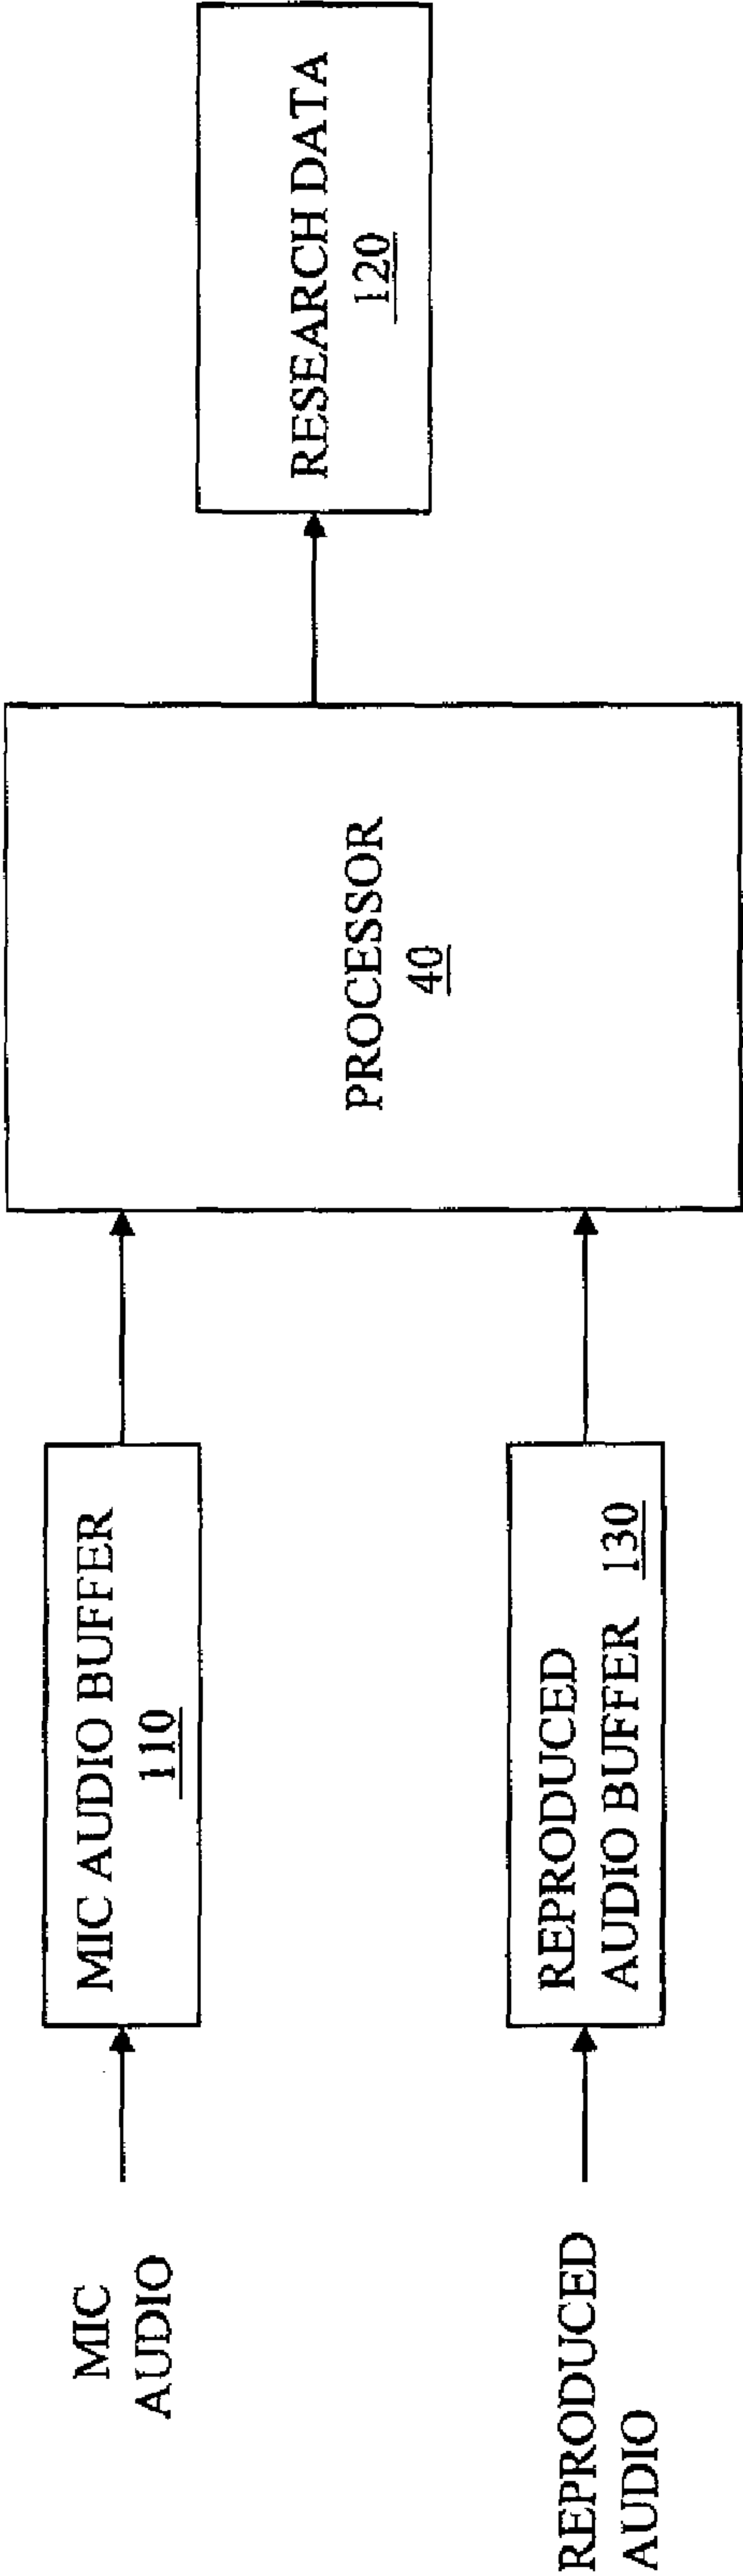 MIC
AUDIO
MIC AUDIO BUFFER
110
REPRODUCED
AUDIO
REPRODUCED
AUDIO BUFFER 130
PROCESSOR
40
RESEARCH DATA
120